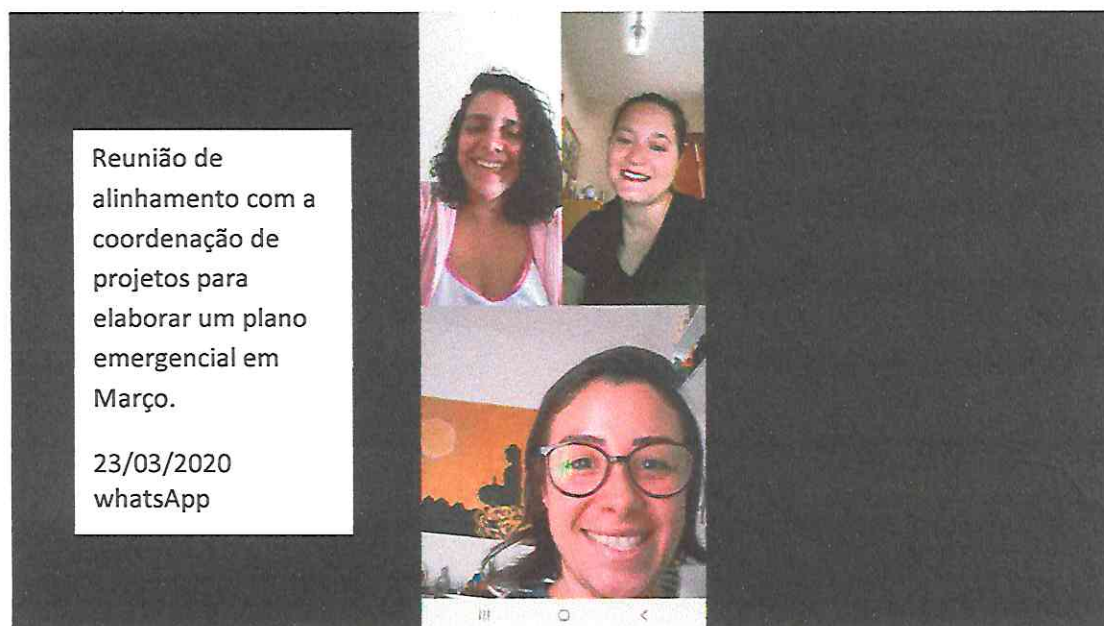 Reunião de
alinhamento com a
coordenação de
projetos para
elaborar um plano
emergencial em
Março.
23/03/2020
whatsApp